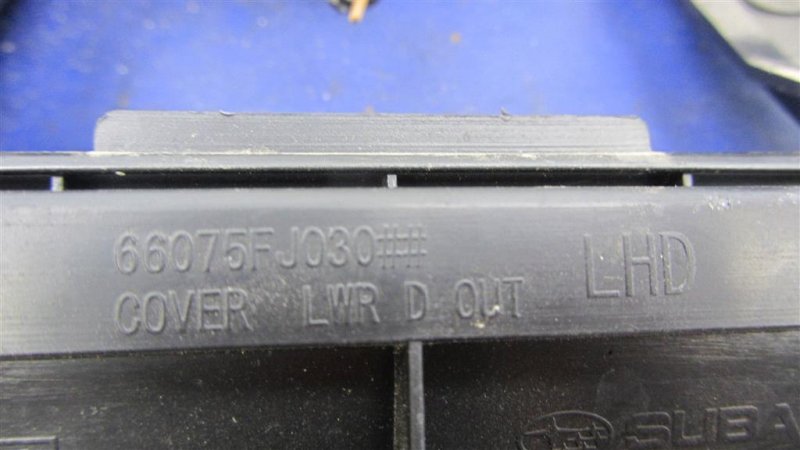 66075FJ030## LHD
COVER LWR D OUT
SUBA